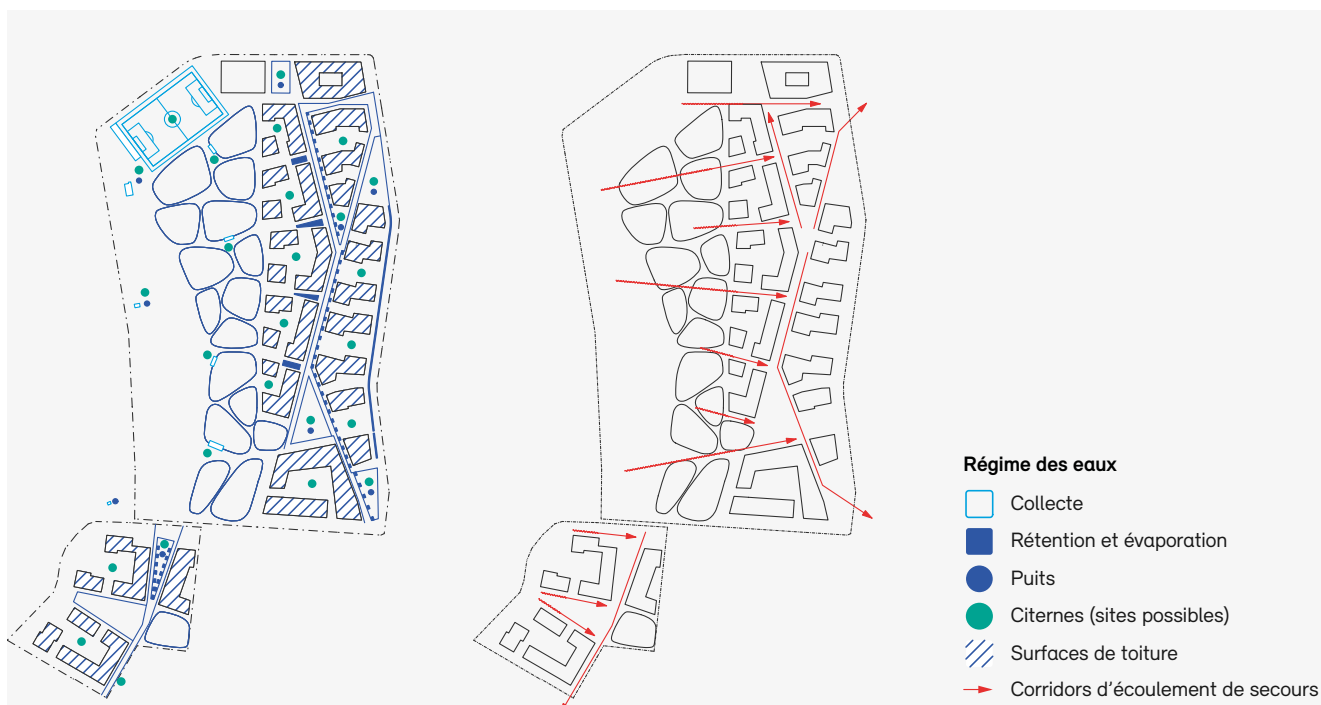 Régime des eaux
Collecte
Rétention et évaporation
Puits
Citernes (sites possibles)
Surfaces de toiture
Corridors d'écoulement de secours